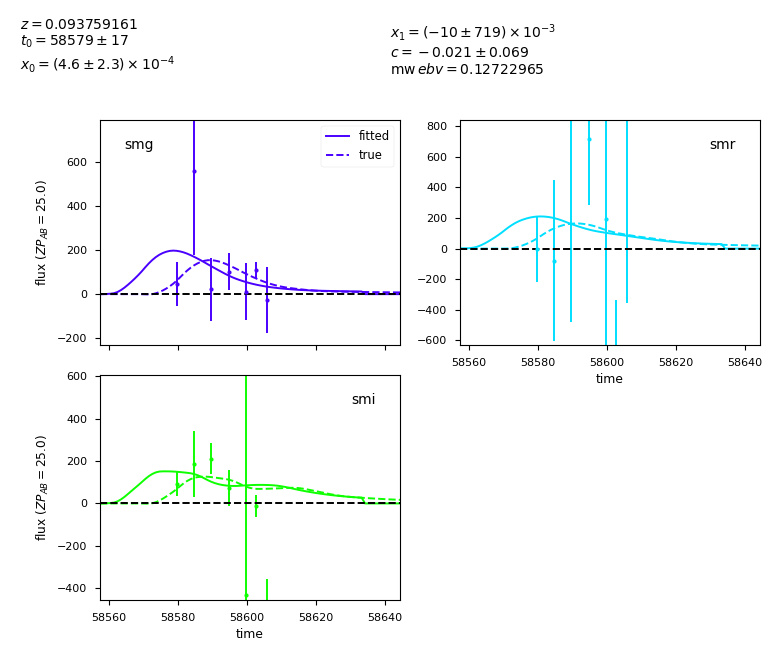 z = 0.093759161
t₀ = 58579 ± 17
x₀ = (4.6 ± 2.3) × 10⁻⁴
x₁ = (−10 ± 719) × 10⁻³
c = −0.021 ± 0.069
mw ebv = 0.12722965
smg
fitted
true
600
400
200
0
−200
flux (ZP_AB = 25.0)
smr
800
600
400
200
0
−200
−400
−600
58560 58580 58600 58620 58640
time
smi
600
400
200
0
−200
−400
flux (ZP_AB = 25.0)
58560 58580 58600 58620 58640
time